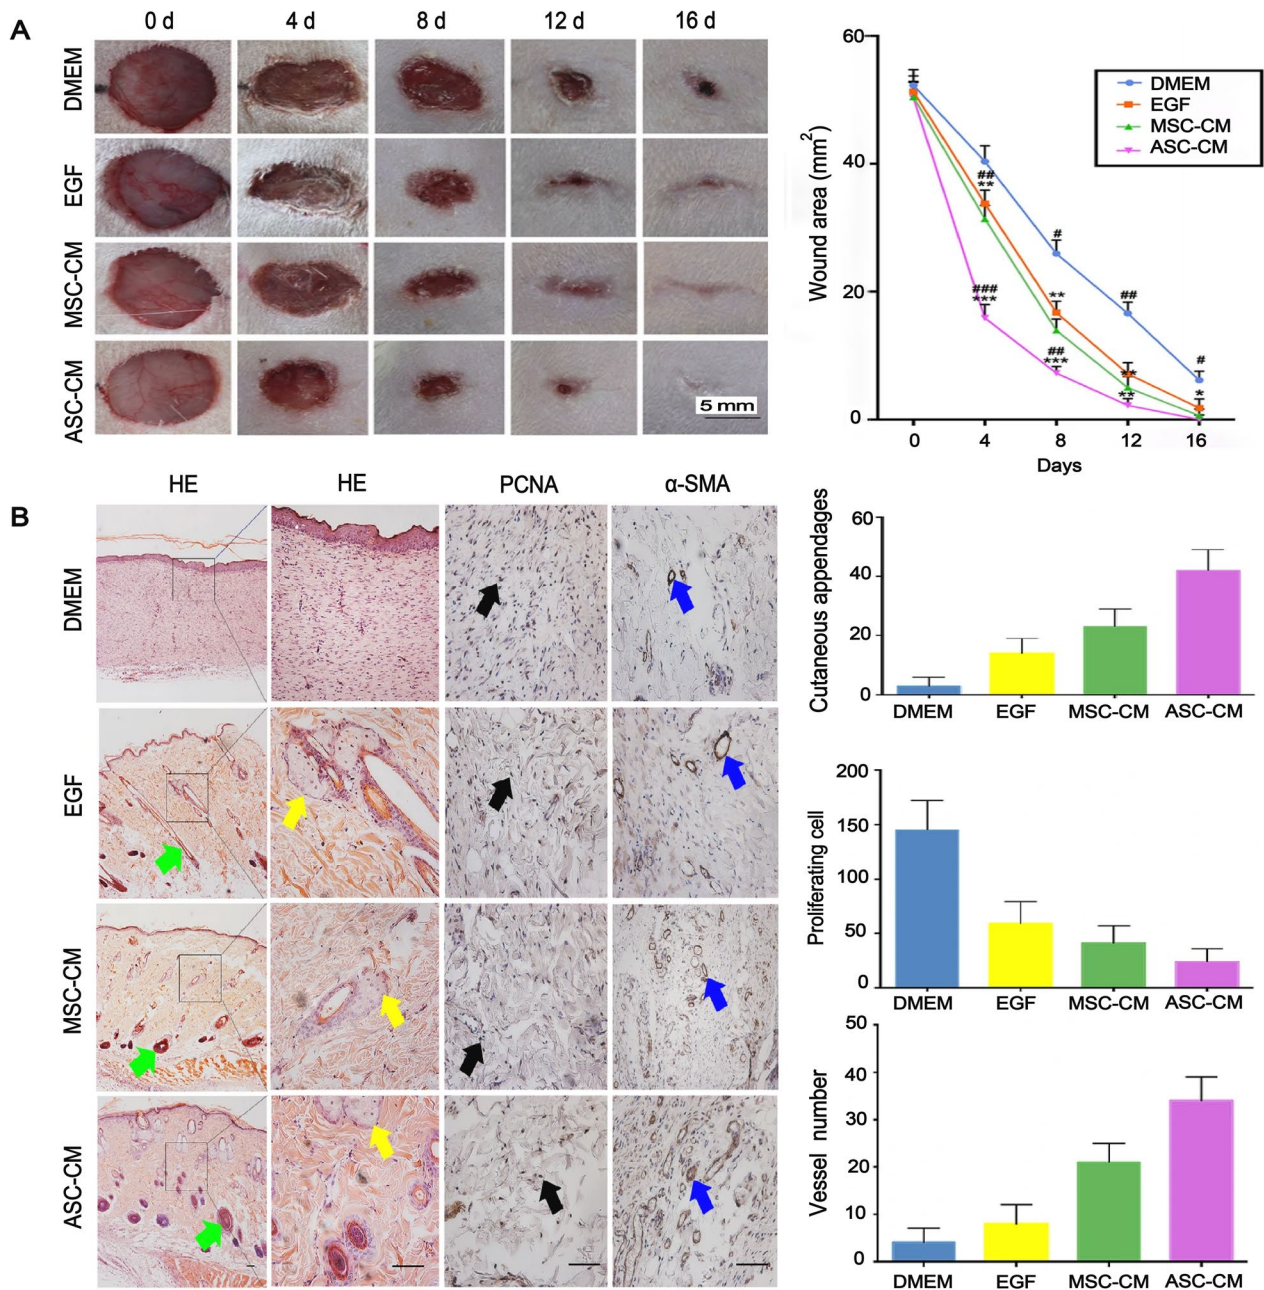 A
0 d 4 d 8 d 12 d 16 d
DMEM
EGF
MSC-CM
ASC-CM
5 mm
60
40
20
0
Wound area (mm2)
DMEM
EGF
MSC-CM
ASC-CM
##
**
###
***
#
**
##
***
##
**
**
#
*
0 4 8 12 16
Days
B
HE HE PCNA α-SMA
DMEM
EGF
MSC-CM
ASC-CM
60
40
20
0
Cutaneous appendages
DMEM EGF MSC-CM ASC-CM
200
150
100
50
0
Proliferating cell
DMEM EGF MSC-CM ASC-CM
50
40
30
20
10
0
Vessel number
DMEM EGF MSC-CM ASC-CM